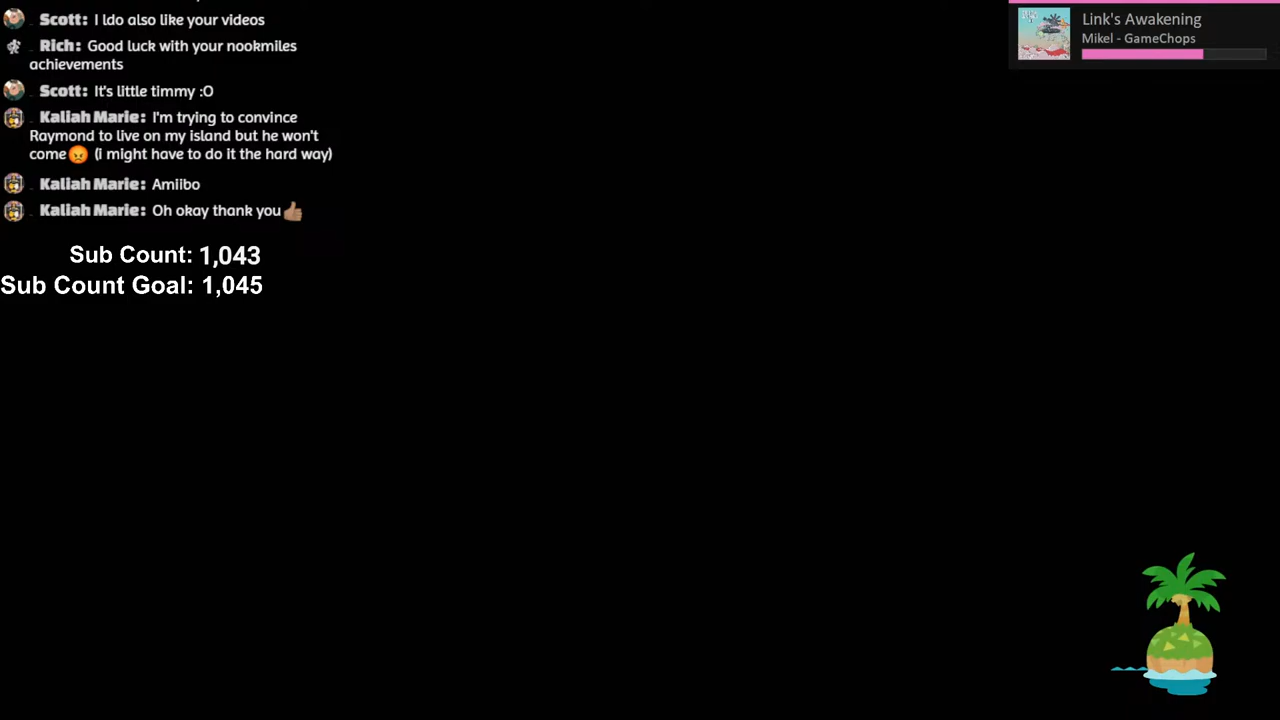 Scott: I ldo also like your videos
Rich: Good luck with your nookmiles
achievements
Scott: It's little timmy :O
Kaliah Marie: I'm trying to convince
Raymond to live on my island but he won't
come😡 (i might have to do it the hard way)
Kaliah Marie: Amiibo
Kaliah Marie: Oh okay thank you👍🏽
Sub Count: 1,043
Sub Count Goal: 1,045
Link's Awakening
Mikel - GameChops